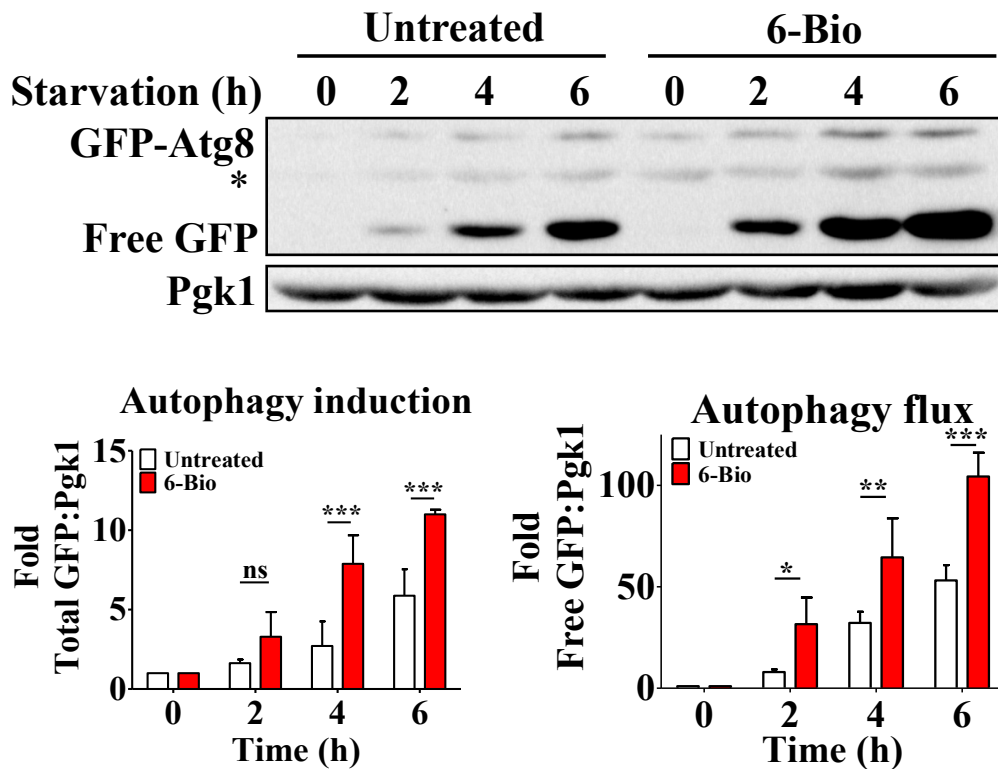 Untreated 6-Bio
Starvation (h) 0 2 4 6 0 2 4 6
GFP-Atg8
*
Free GFP
Pgk1
Autophagy induction
Fold
Total GFP:Pgk1
15
10
5
0
Untreated
6-Bio
ns
***
***
0 2 4 6
Time (h)
Autophagy flux
Fold
Free GFP:Pgk1
100
50
0
Untreated
6-Bio
*
**
***
0 2 4 6
Time (h)